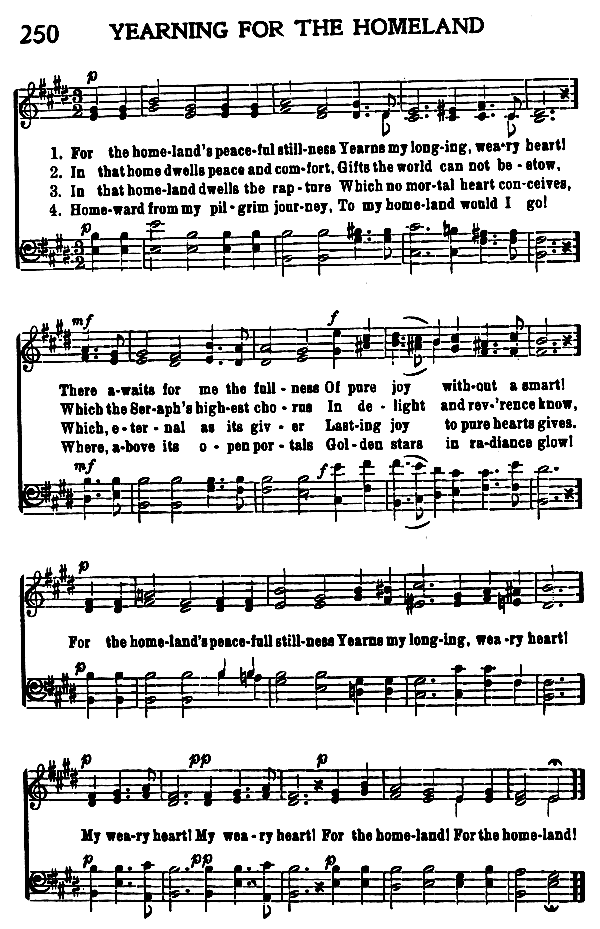 250 YEARNING FOR THE HOMELAND
p
1. For the home-land's peace-ful still-ness Yearns my long-ing, wea-ry heart!
2. In that home dwells peace and com-fort, Gifts the world can not be - stow,
3. In that home-land dwells the rap - ture Which no mor-tal heart con-ceives,
4. Home-ward from my pil - grim jour-ney, To my home-land would I go!
p
mf f
There a-waits for me the full - ness Of pure joy with-out a smart!
Which the Ser-aph's high-est cho - rus In de - light and rev-'rence know,
Which, e - ter - nal as its giv - er Last-ing joy to pure hearts gives.
Where, a-bove its o - pen por - tals Gol-den stars in ra-diance glow!
mf f
p
For the home-land's peace-full still-ness Yearns my long-ing, wea - ry heart!
p
p pp p
My wea-ry heart! My wea - ry heart! For the home-land! For the home-land!
p pp p